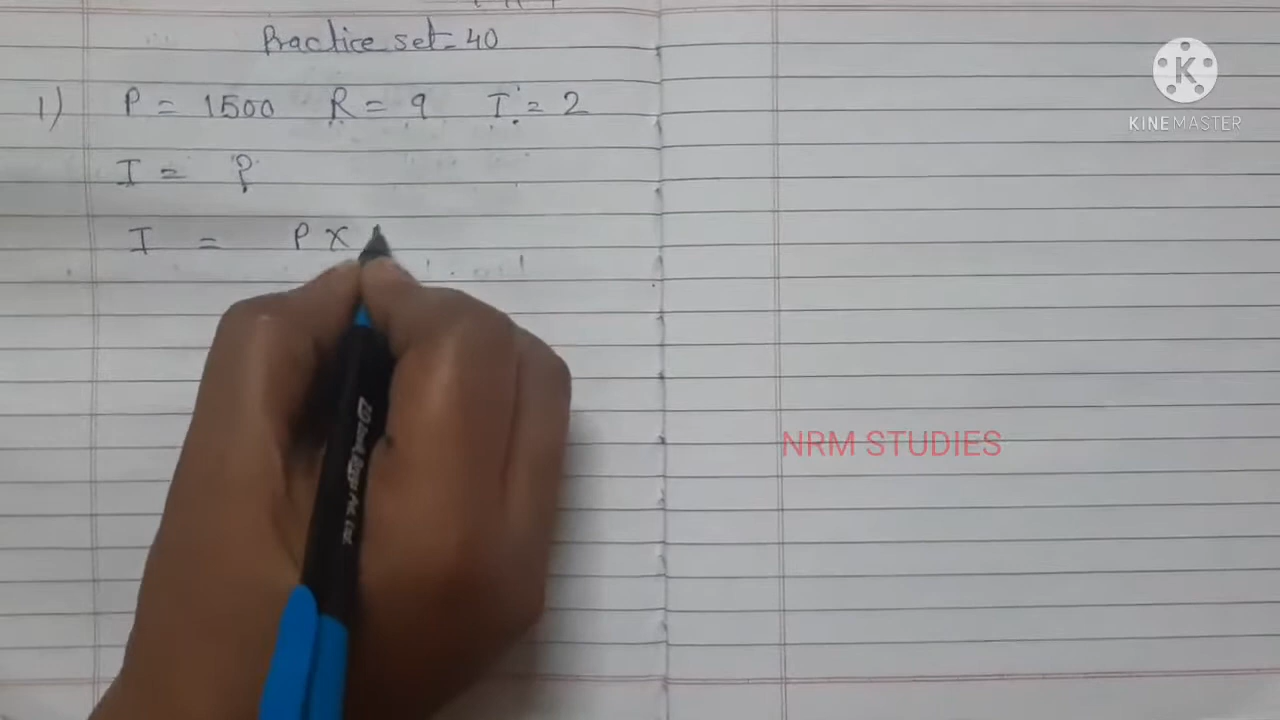 Practice set = 40
1) P = 1500 R = 9 T = 2
I = ?
I = P x
KINEMASTER
NRM STUDIES